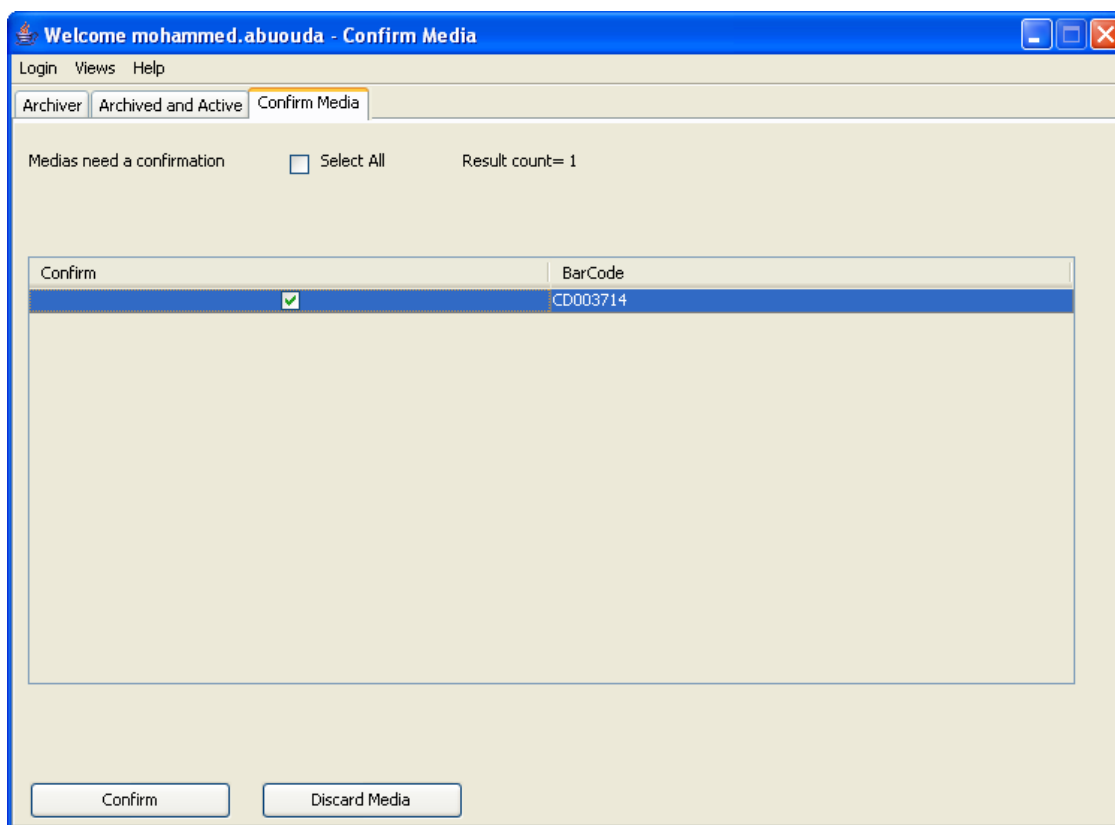 Welcome mohammed.abuouda - Confirm Media
Login Views Help
Archiver Archived and Active Confirm Media
Medias need a confirmation Select All Result count= 1
Confirm BarCode
CD003714
Confirm Discard Media